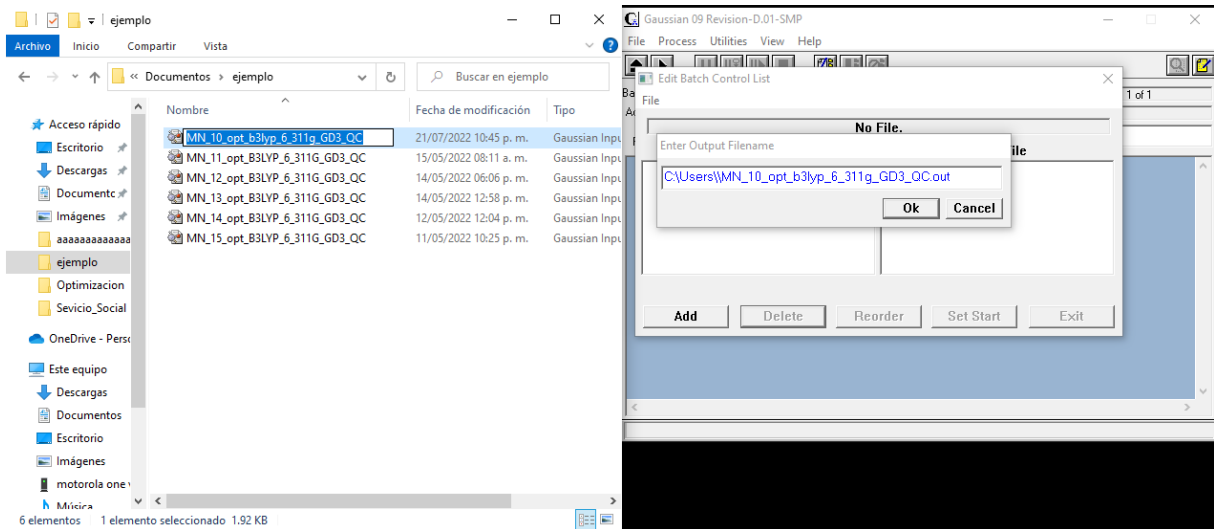 ejemplo
Archivo Inicio Compartir Vista
« Documentos › ejemplo
Buscar en ejemplo
Nombre Fecha de modificación Tipo
Acceso rápido
Escritorio
Descargas
Documentc
Imágenes
aaaaaaaaaaaaa
ejemplo
Optimizacion
Sevicio_Social
OneDrive - Perso
Este equipo
Descargas
Documentos
Escritorio
Imágenes
motorola one
Música
MN_10_opt_b3lyp_6_311g_GD3_QC 21/07/2022 10:45 p. m. Gaussian Inpu
MN_11_opt_B3LYP_6_311G_GD3_QC 15/05/2022 08:11 a. m. Gaussian Inpu
MN_12_opt_B3LYP_6_311G_GD3_QC 14/05/2022 06:06 p. m. Gaussian Inpu
MN_13_opt_B3LYP_6_311G_GD3_QC 14/05/2022 12:58 p. m. Gaussian Inpu
MN_14_opt_B3LYP_6_311G_GD3_QC 12/05/2022 12:04 p. m. Gaussian Inpu
MN_15_opt_B3LYP_6_311G_GD3_QC 11/05/2022 10:25 p. m. Gaussian Inpu
6 elementos 1 elemento seleccionado 1.92 KB
Gaussian 09 Revision-D.01-SMP
File Process Utilities View Help
Ba 1 of 1
Edit Batch Control List
File
No File.
ile
Enter Output Filename
C:\Users\\MN_10_opt_b3lyp_6_311g_GD3_QC.out
Ok Cancel
Add Delete Reorder Set Start Exit